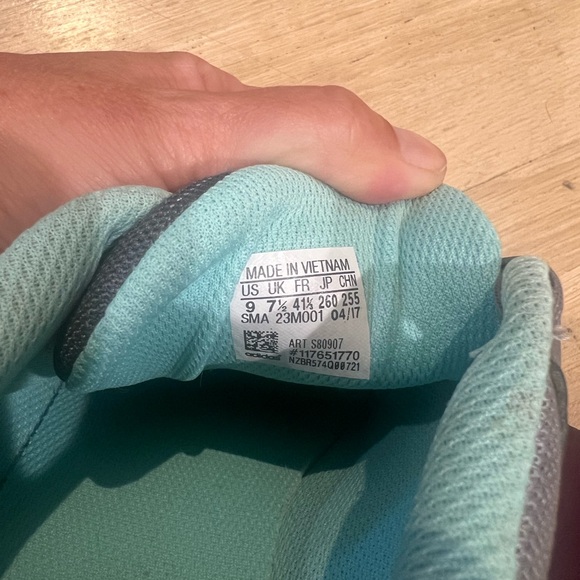 MADE IN VIETNAM
US UK FR JP CHN
9 7½ 41⅓ 260 255
SMA 23M001 04/17
ART S80907
adidas #117651770
NZBR574Q00721